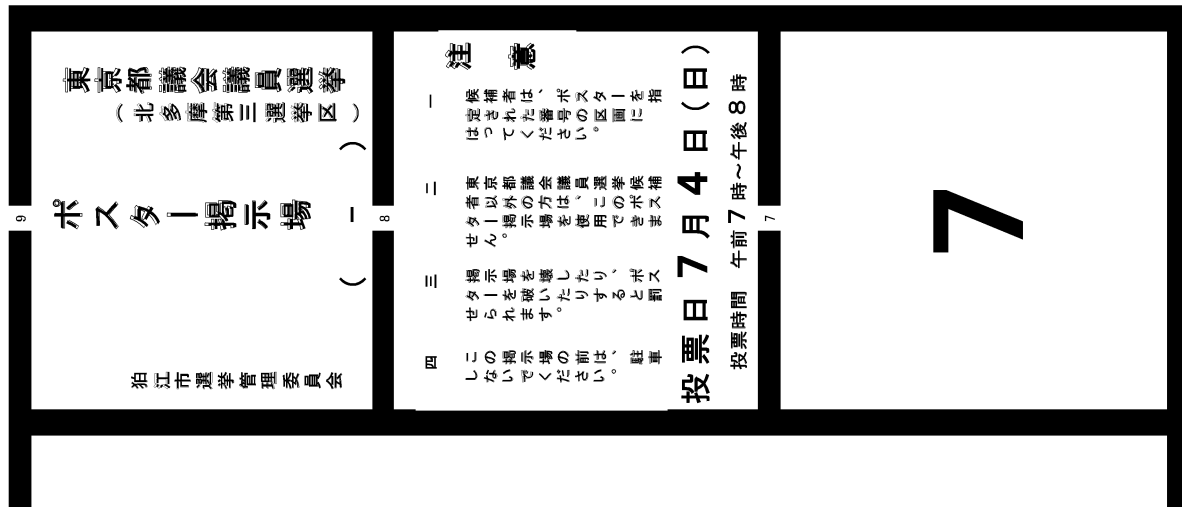 東京都議会議員選挙
（北多摩第三選挙区）
ポスター掲示場
（ - ）
狛江市選挙管理委員会
9
注 意
一 候補者は、ポスターを指
定された番号の区画に
はってください。
二 東京都議会議員選挙候補
者以外の方は、このポス
ター掲示場を使用できま
せん。
三 掲示場を壊したり、ポス
ターを破いたりすると罰
せられます。
四 この掲示場の前は、駐車
しないでください。
投票日7月4日（日）
投票時間 午前7時～午後8時
8
7
7